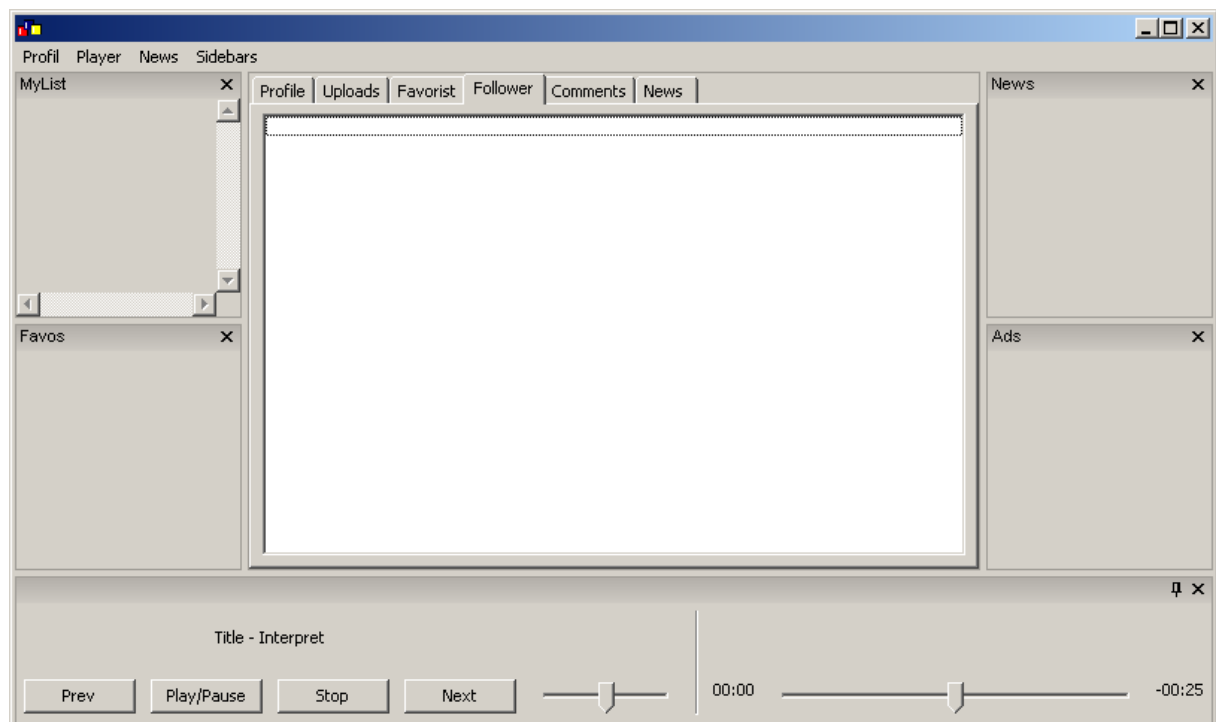 Profil Player News Sidebars
MyList
Profile Uploads Favorist Follower Comments News
News
Favos
Ads
Title - Interpret
Prev Play/Pause Stop Next 00:00 -00:25